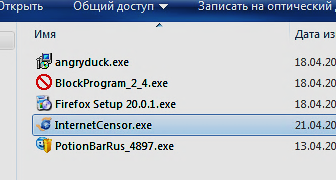 Открыть Общий доступ Записать на оптический
Имя Дата из
angryduck.exe 18.04.20
BlockProgram_2_4.exe 18.04.20
Firefox Setup 20.0.1.exe 18.04.20
InternetCensor.exe 21.04.20
PotionBarRus_4897.exe 13.04.20